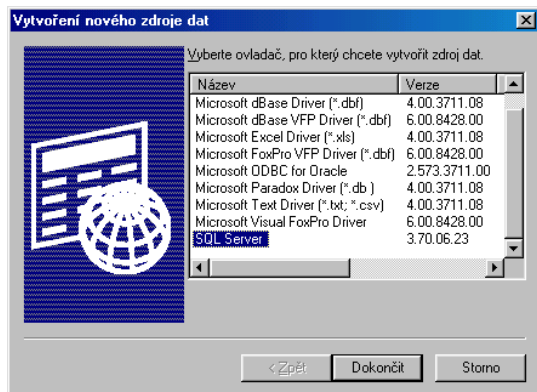 Vytvoření nového zdroje dat
Vyberte ovladač, pro který chcete vytvořit zdroj dat.
Název Verze
Microsoft dBase Driver (*.dbf) 4.00.3711.08
Microsoft dBase VFP Driver (*.dbf) 6.00.8428.00
Microsoft Excel Driver (*.xls) 4.00.3711.08
Microsoft FoxPro VFP Driver (*.dbf) 6.00.8428.00
Microsoft ODBC for Oracle 2.573.3711.00
Microsoft Paradox Driver (*.db ) 4.00.3711.08
Microsoft Text Driver (*.txt; *.csv) 4.00.3711.08
Microsoft Visual FoxPro Driver 6.00.8428.00
SQL Server 3.70.06.23
< Zpět Dokončit Storno